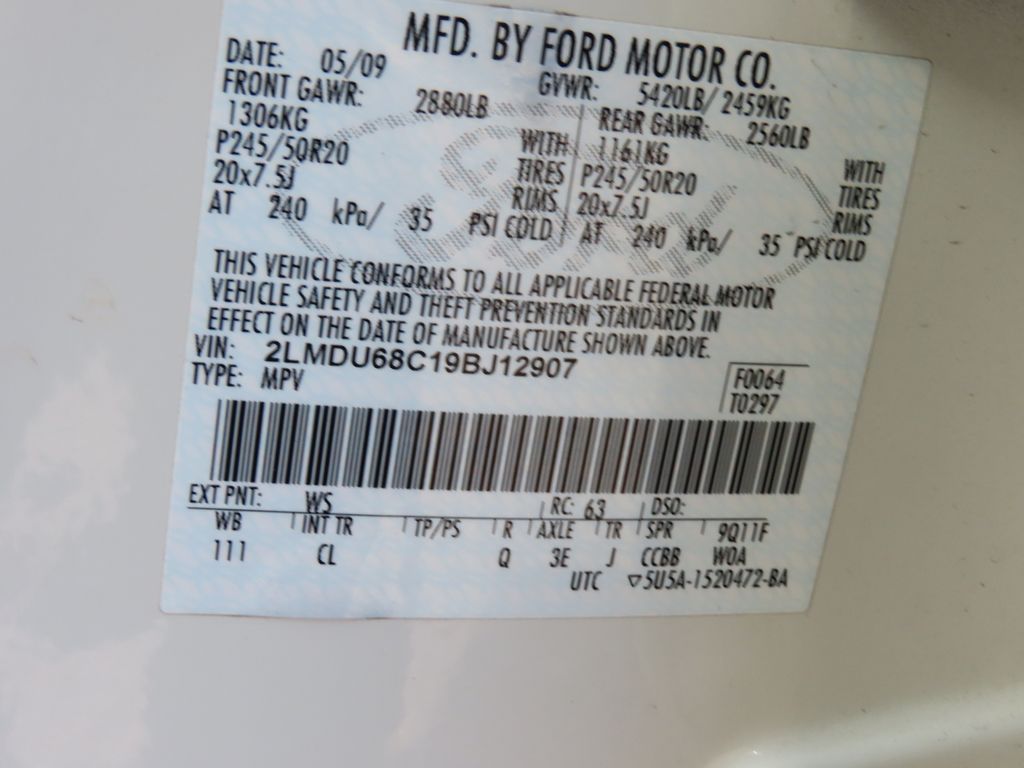 MFD. BY FORD MOTOR CO.
DATE: 05/09 GVWR: 5420LB/ 2459KG
FRONT GAWR: 2880LB REAR GAWR: 2560LB
1306KG WITH 1161KG WITH
P245/50R20 TIRES P245/50R20 TIRES
20x7.5J RIMS 20x7.5J RIMS
AT 240 kPa/ 35 PSI COLD AT 240 kPa/ 35 PSI COLD
THIS VEHICLE CONFORMS TO ALL APPLICABLE FEDERAL MOTOR
VEHICLE SAFETY AND THEFT PREVENTION STANDARDS IN
EFFECT ON THE DATE OF MANUFACTURE SHOWN ABOVE.
VIN: 2LMDU68C19BJ12907
TYPE: MPV F0064
T0297
EXT PNT: WS RC: 63 DSO:
WB INT TR TP/PS R AXLE TR SPR 9Q11F
111 CL Q 3E J CCBB W0A
UTC ▽5U5A-1520472-BA